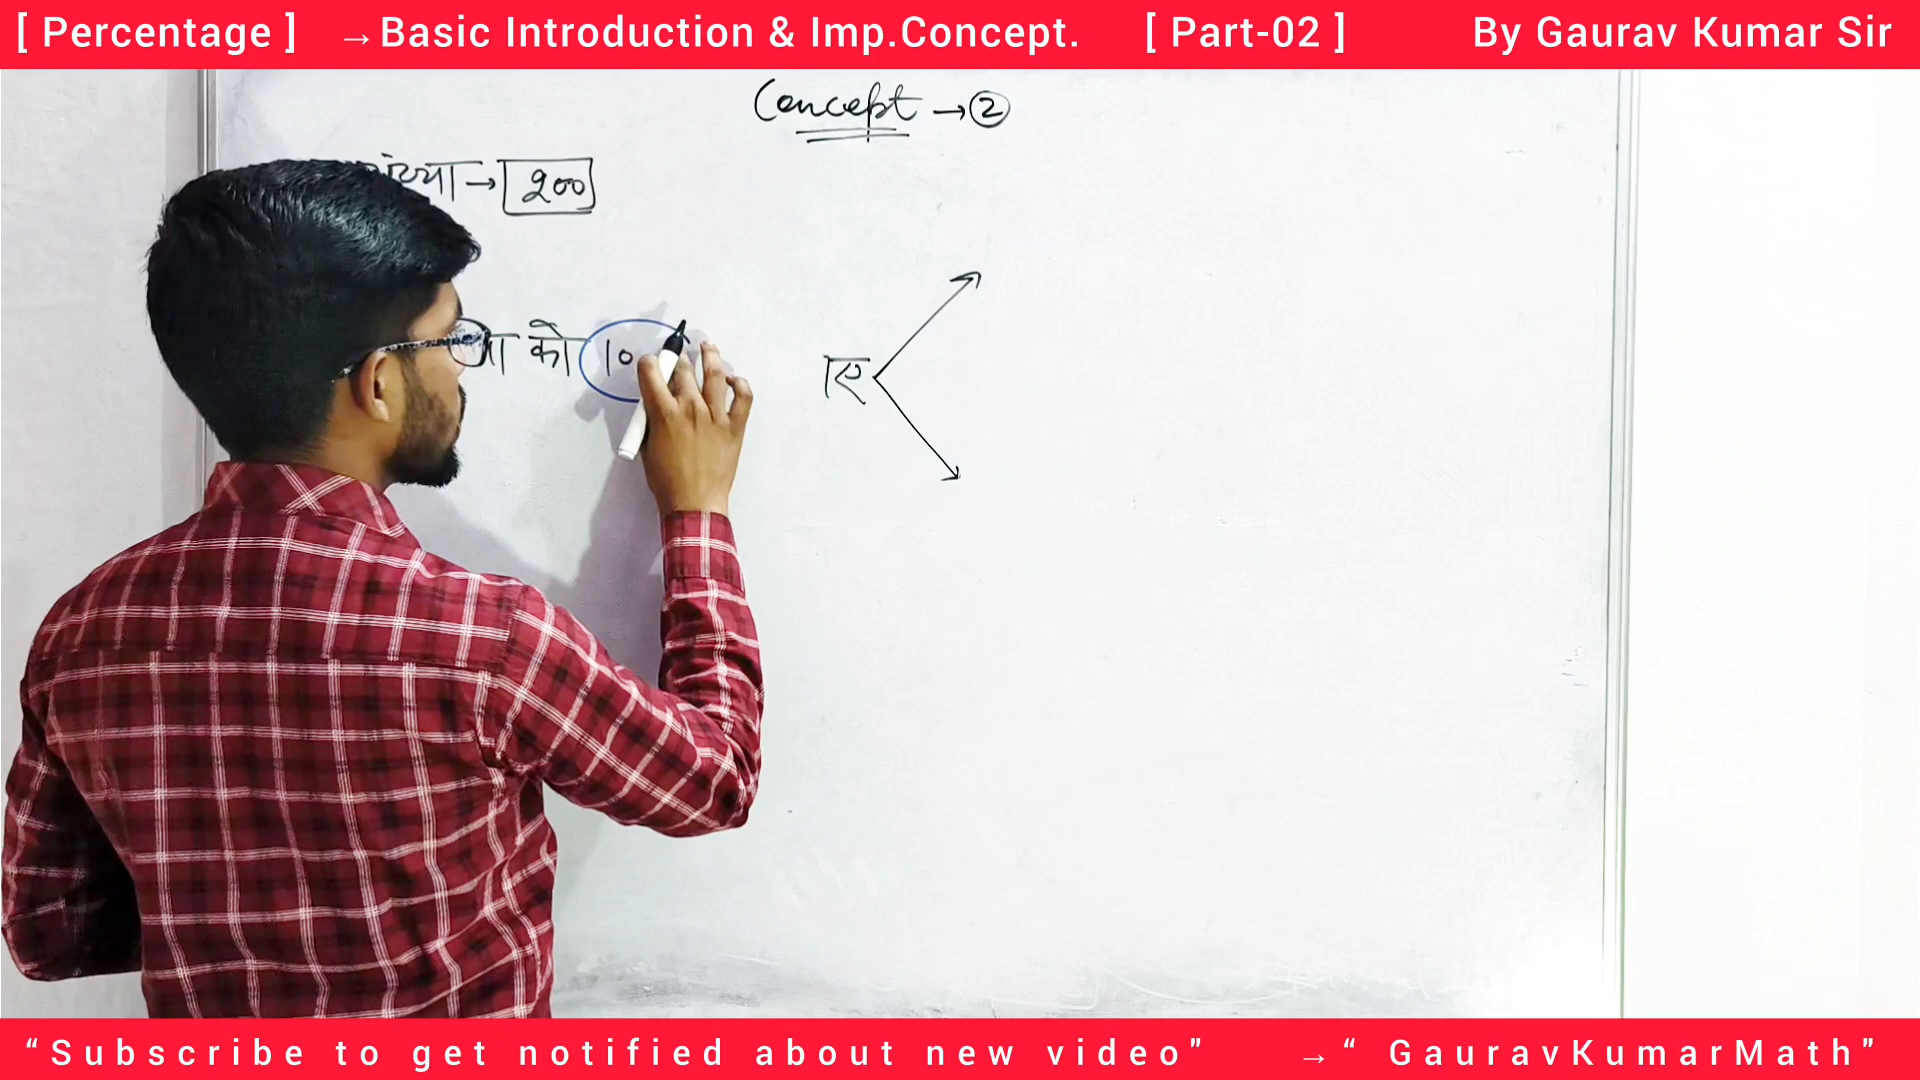 [ Percentage ] →Basic Introduction & Imp.Concept. [ Part-02 ] By Gaurav Kumar Sir
Concept →②
→ 200
को 10
“Subscribe to get notified about new video" →“ GauravKumarMath"